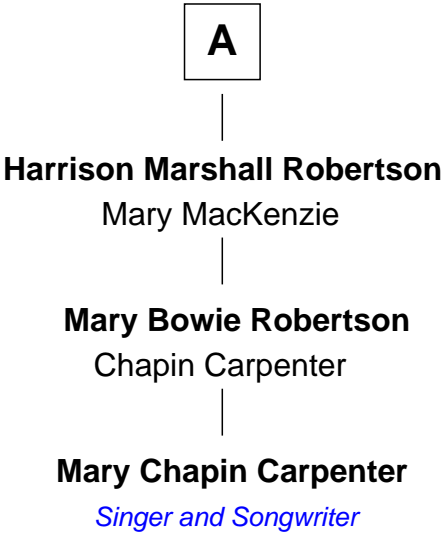 A
Harrison Marshall Robertson
Mary MacKenzie
Mary Bowie Robertson
Chapin Carpenter
Mary Chapin Carpenter
Singer and Songwriter